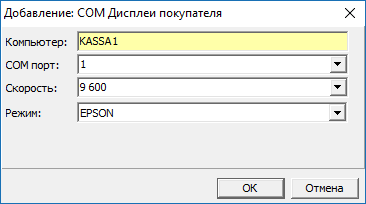 Добавление: COM Дисплеи покупателя
Компьютер: KASSA1
COM порт: 1
Скорость: 9 600
Режим: EPSON
OK Отмена